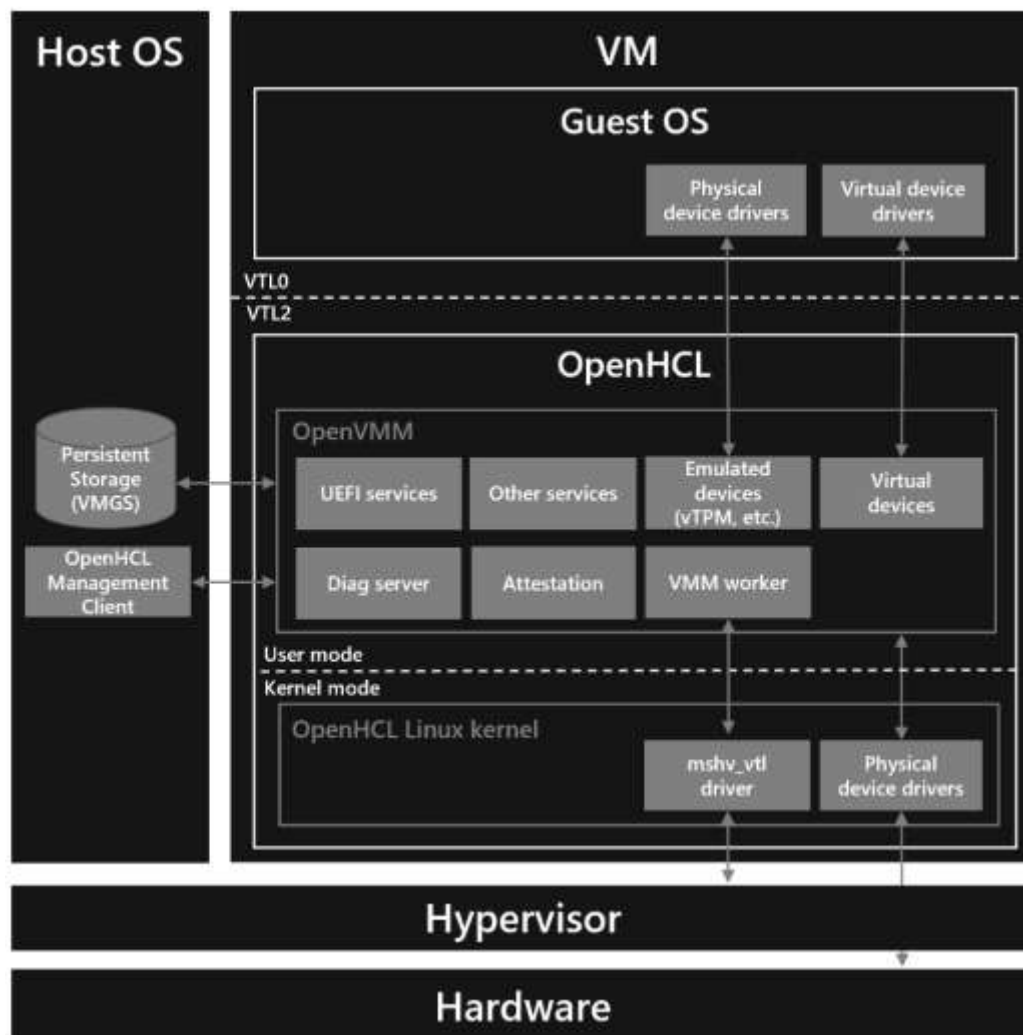 Host OS
VM
Guest OS
Physical
device drivers
Virtual device
drivers
VTL0
VTL2
OpenHCL
OpenVMM
Persistent
Storage
(VMGS)
UEFI services
Other services
Emulated
devices
(vTPM, etc.)
Virtual
devices
OpenHCL
Management
Client
Diag server
Attestation
VMM worker
User mode
Kernel mode
OpenHCL Linux kernel
mshv_vtl
driver
Physical
device drivers
Hypervisor
Hardware